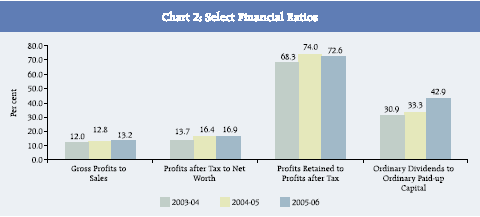 Chart 2: Select Financial Ratios
Per cent
80.0
70.0
60.0
50.0
40.0
30.0
20.0
10.0
0.0
12.0 12.8 13.2
13.7 16.4 16.9
68.3 74.0 72.6
30.9 33.3 42.9
Gross Profits to
Sales
Profits after Tax to Net
Worth
Profits Retained to
Profits after Tax
Ordinary Dividends to
Ordinary Paid-up
Capital
2003-04 2004-05 2005-06